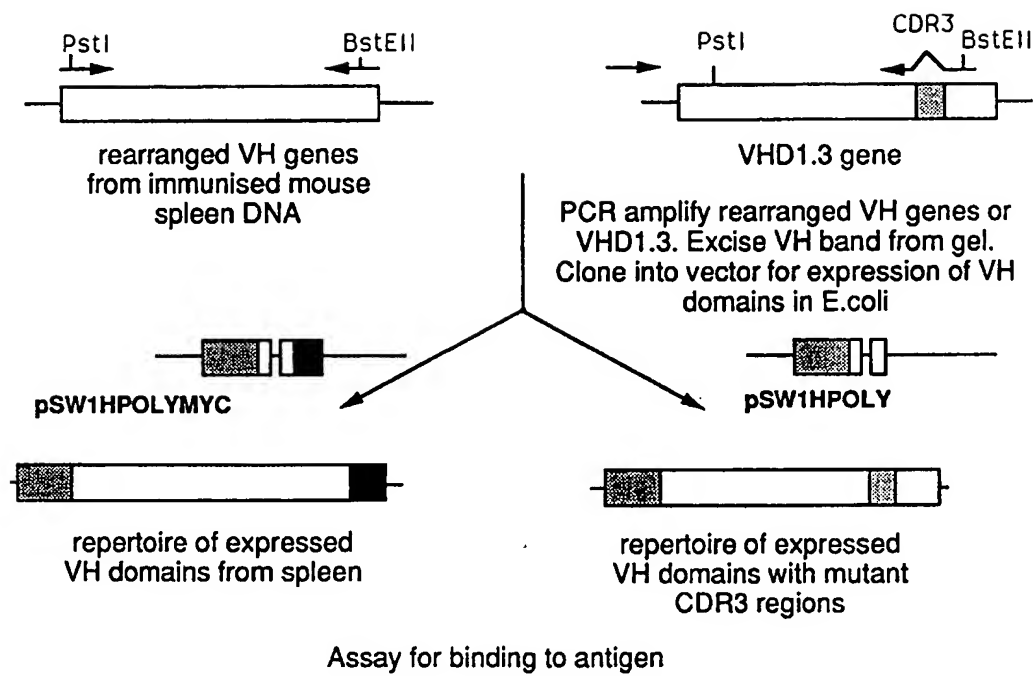 PstI
BstEII
rearranged VH genes
from immunised mouse
spleen DNA
CDR3
PstI
BstEII
VHD1.3 gene
PCR amplify rearranged VH genes or
VHD1.3. Excise VH band from gel.
Clone into vector for expression of VH
domains in E.coli
pSW1HPOLYMYC
pSW1HPOLY
repertoire of expressed
VH domains from spleen
repertoire of expressed
VH domains with mutant
CDR3 regions
Assay for binding to antigen